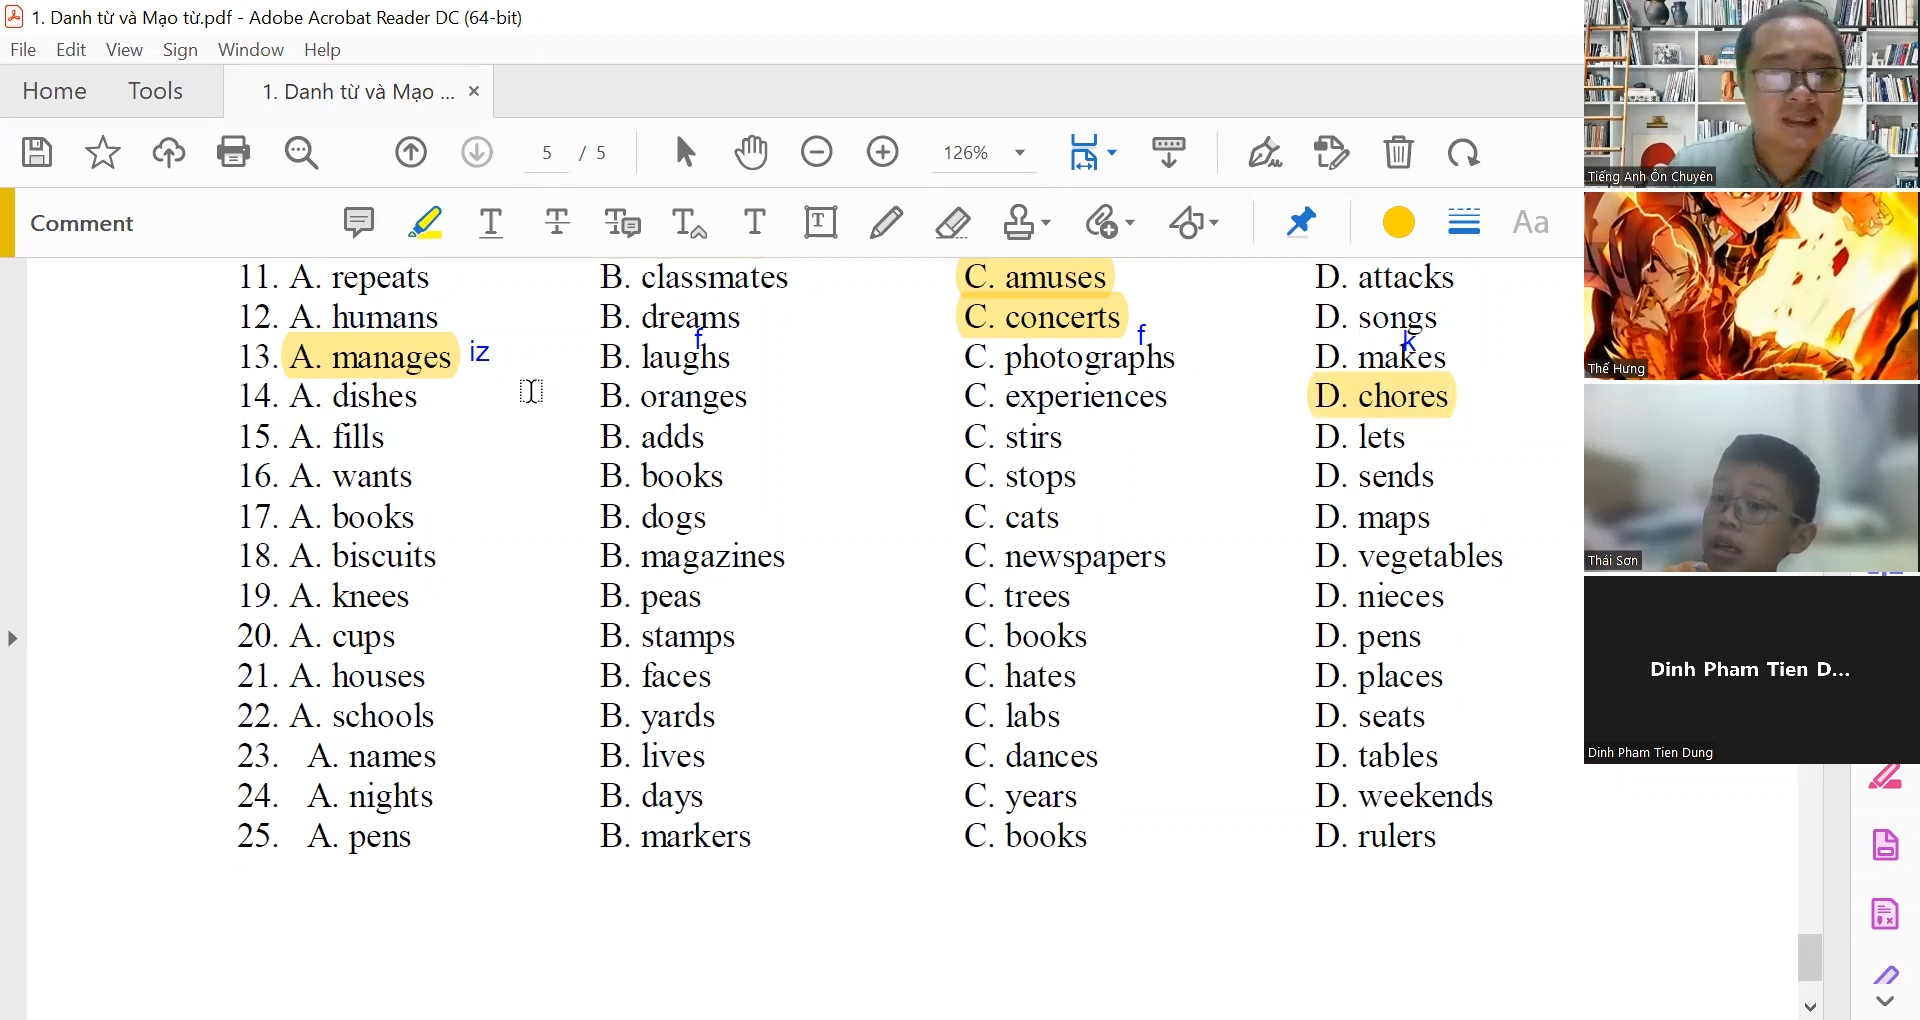 1. Danh từ và Mạo từ.pdf - Adobe Acrobat Reader DC (64-bit)
File Edit View Sign Window Help
Home Tools 1. Danh từ và Mạo ... ×
5 / 5 126%
Comment Aa
11. A. repeats B. classmates C. amuses D. attacks
12. A. humans B. dreams C. concerts D. songs
iz f f k
13. A. manages B. laughs C. photographs D. makes
14. A. dishes B. oranges C. experiences D. chores
15. A. fills B. adds C. stirs D. lets
16. A. wants B. books C. stops D. sends
17. A. books B. dogs C. cats D. maps
18. A. biscuits B. magazines C. newspapers D. vegetables
19. A. knees B. peas C. trees D. nieces
20. A. cups B. stamps C. books D. pens
21. A. houses B. faces C. hates D. places
22. A. schools B. yards C. labs D. seats
23. A. names B. lives C. dances D. tables
24. A. nights B. days C. years D. weekends
25. A. pens B. markers C. books D. rulers
Tiếng Anh Ôn Chuyên
Thế Hưng
Thái Sơn
Dinh Pham Tien D...
Dinh Pham Tien Dung